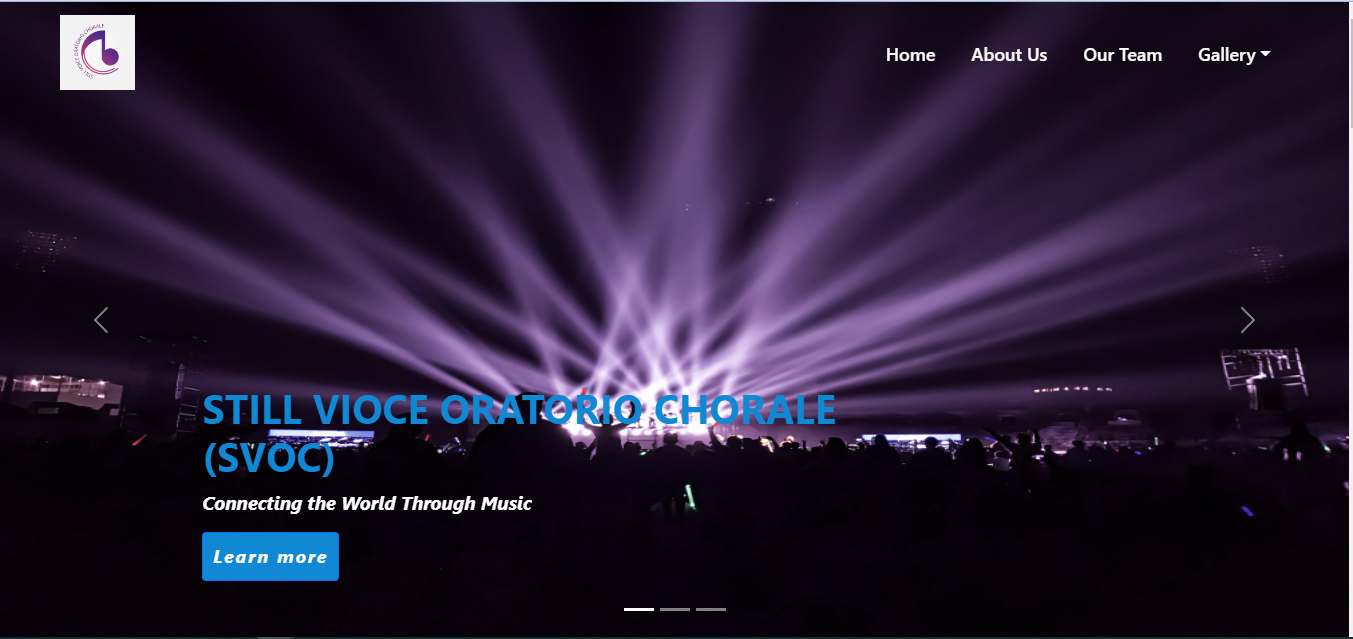 STILL VOICE ORATORIO CHORALE
Home About Us Our Team Gallery
STILL VIOCE ORATORIO CHORALE
(SVOC)
Connecting the World Through Music
Learn more